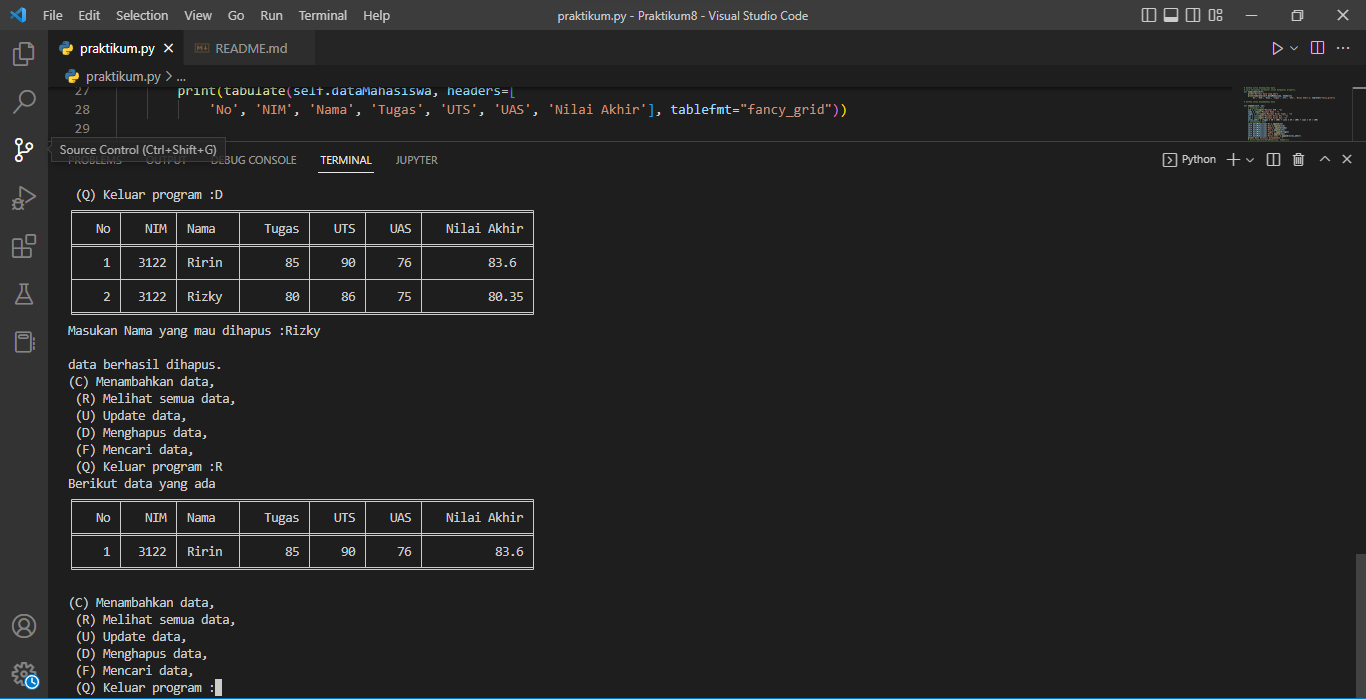 File Edit Selection View Go Run Terminal Help praktikum.py - Praktikum8 - Visual Studio Code
praktikum.py README.md
praktikum.py > ...
27 print(tabulate(self.dataMahasiswa, headers=[
28 'No', 'NIM', 'Nama', 'Tugas', 'UTS', 'UAS', 'Nilai Akhir'], tablefmt="fancy_grid"))
29
Source Control (Ctrl+Shift+G)
PROBLEMS OUTPUT DEBUG CONSOLE TERMINAL JUPYTER Python
(Q) Keluar program :D
No NIM Nama Tugas UTS UAS Nilai Akhir
1 3122 Ririn 85 90 76 83.6
2 3122 Rizky 80 86 75 80.35
Masukan Nama yang mau dihapus :Rizky
data berhasil dihapus.
(C) Menambahkan data,
(R) Melihat semua data,
(U) Update data,
(D) Menghapus data,
(F) Mencari data,
(Q) Keluar program :R
Berikut data yang ada
No NIM Nama Tugas UTS UAS Nilai Akhir
1 3122 Ririn 85 90 76 83.6
(C) Menambahkan data,
(R) Melihat semua data,
(U) Update data,
(D) Menghapus data,
(F) Mencari data,
(Q) Keluar program :